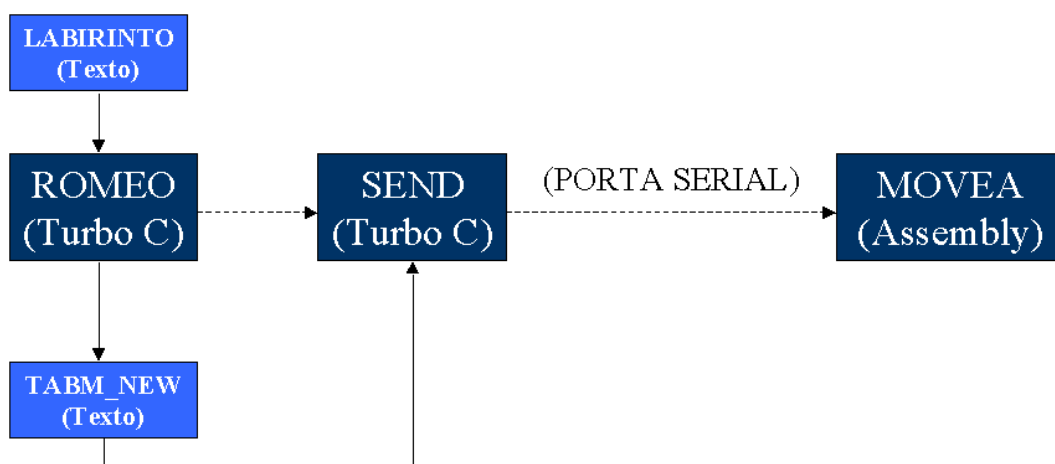 LABIRINTO
(Texto)
ROMEO
(Turbo C)
SEND
(Turbo C)
(PORTA SERIAL)
MOVEA
(Assembly)
TABM_NEW
(Texto)